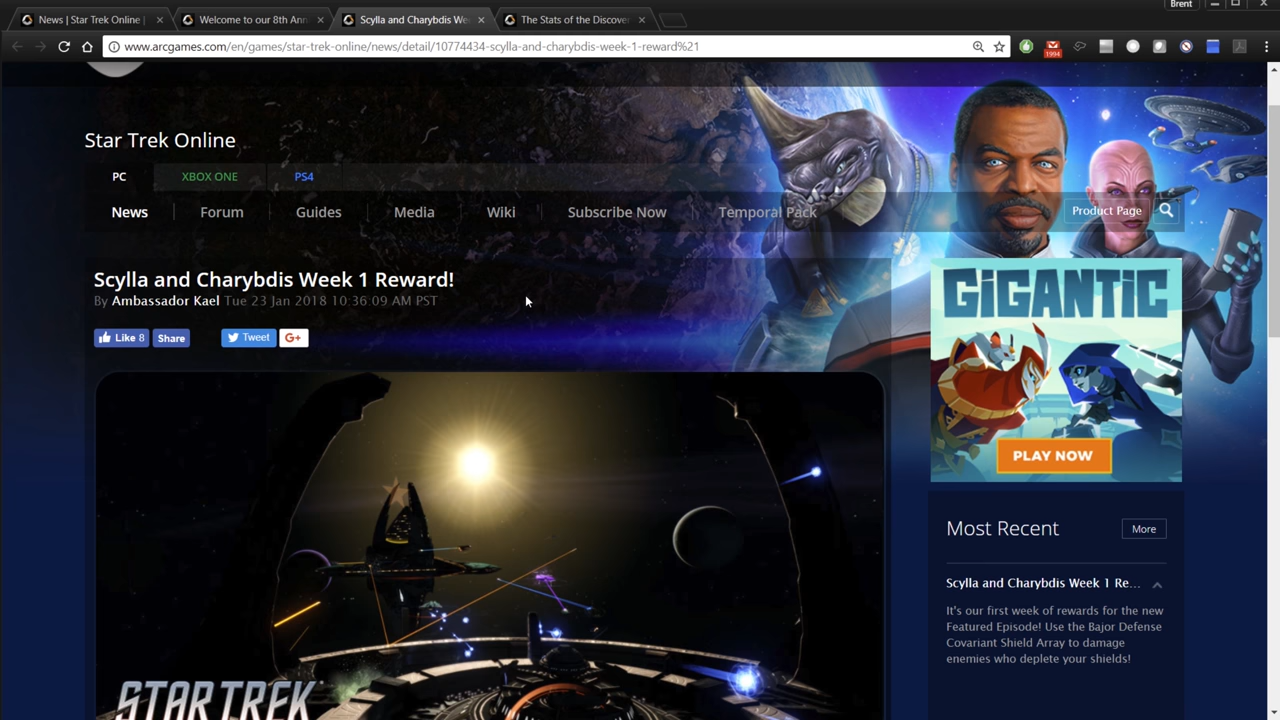 Brent
News | Star Trek Online |
Welcome to our 8th Ann
Scylla and Charybdis We
The Stats of the Discover
www.arcgames.com/en/games/star-trek-online/news/detail/10774434-scylla-and-charybdis-week-1-reward%21
1994
Star Trek Online
PC
XBOX ONE
PS4
News
Forum
Guides
Media
Wiki
Subscribe Now
Temporal Pack
Product Page
Scylla and Charybdis Week 1 Reward!
By Ambassador Kael Tue 23 Jan 2018 10:36:09 AM PST
Like 8
Share
Tweet
G+
STAR TREK
GIGANTIC
PLAY NOW
Most Recent
More
Scylla and Charybdis Week 1 Re...
It's our first week of rewards for the new
Featured Episode! Use the Bajor Defense
Covariant Shield Array to damage
enemies who deplete your shields!